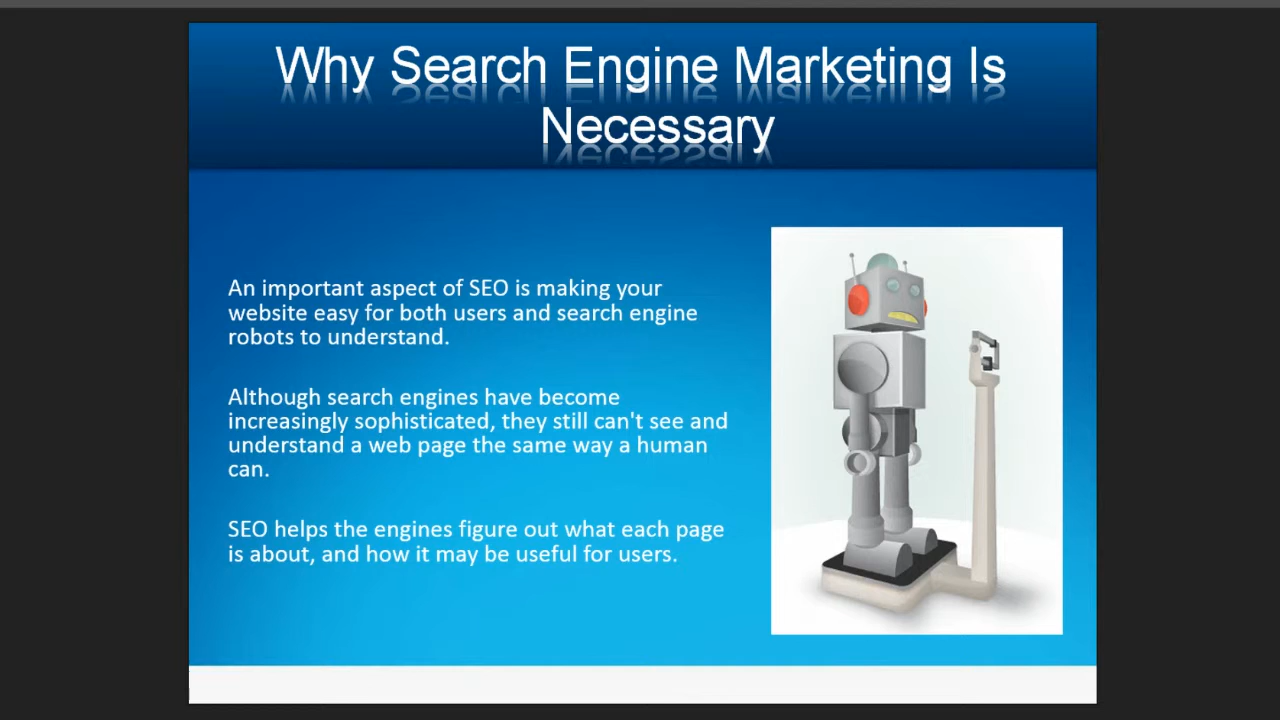 Why Search Engine Marketing Is
Necessary
An important aspect of SEO is making your
website easy for both users and search engine
robots to understand.
Although search engines have become
increasingly sophisticated, they still can't see and
understand a web page the same way a human
can.
SEO helps the engines figure out what each page
is about, and how it may be useful for users.